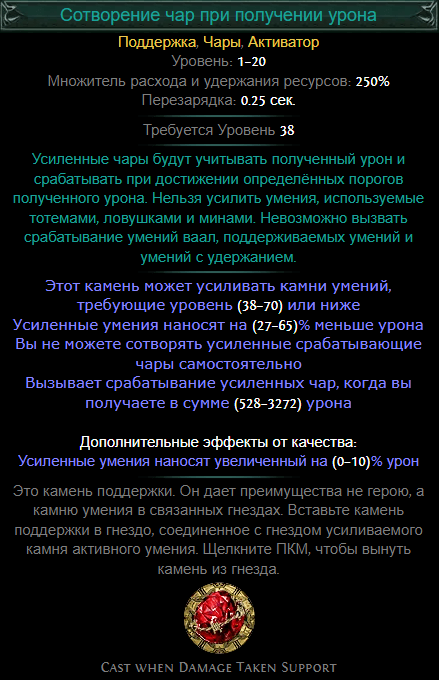 Сотворение чар при получении урона
Поддержка, Чары, Активатор
Уровень: 1–20
Множитель расхода и удержания ресурсов: 250%
Перезарядка: 0.25 сек.
Требуется Уровень 38
Усиленные чары будут учитывать полученный урон и
срабатывать при достижении определённых порогов
полученного урона. Нельзя усилить умения, используемые
тотемами, ловушками и минами. Невозможно вызвать
срабатывание умений ваал, поддерживаемых умений и
умений с удержанием.
Этот камень может усиливать камни умений,
требующие уровень (38–70) или ниже
Усиленные умения наносят на (27–65)% меньше урона
Вы не можете сотворять усиленные срабатывающие
чары самостоятельно
Вызывает срабатывание усиленных чар, когда вы
получаете в сумме (528–3272) урона
Дополнительные эффекты от качества:
Усиленные умения наносят увеличенный на (0–10)% урон
Это камень поддержки. Он дает преимущества не герою, а
камню умения в связанных гнездах. Вставьте камень
поддержки в гнездо, соединенное с гнездом усиливаемого
камня активного умения. Щелкните ПКМ, чтобы вынуть
камень из гнезда.
Cast when Damage Taken Support